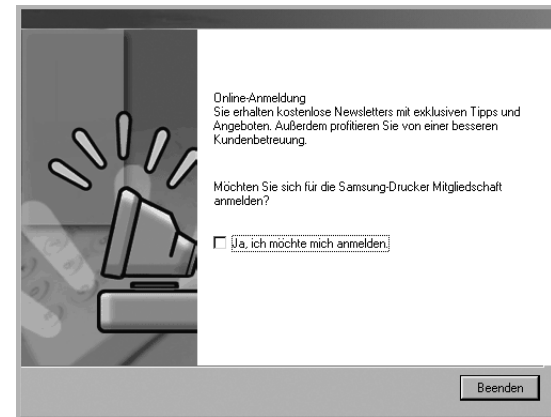 Online-Anmeldung
Sie erhalten kostenlose Newsletters mit exklusiven Tipps und
Angeboten. Außerdem profitieren Sie von einer besseren
Kundenbetreuung.
Möchten Sie sich für die Samsung-Drucker Mitgliedschaft
anmelden?
Ja, ich möchte mich anmelden.
Beenden